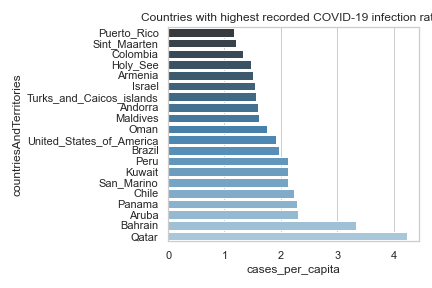 Countries with highest recorded COVID-19 infection rat
countriesAndTerritories
Puerto_Rico
Sint_Maarten
Colombia
Holy_See
Armenia
Israel
Turks_and_Caicos_islands
Andorra
Maldives
Oman
United_States_of_America
Brazil
Peru
Kuwait
San_Marino
Chile
Panama
Aruba
Bahrain
Qatar
0 1 2 3 4
cases_per_capita